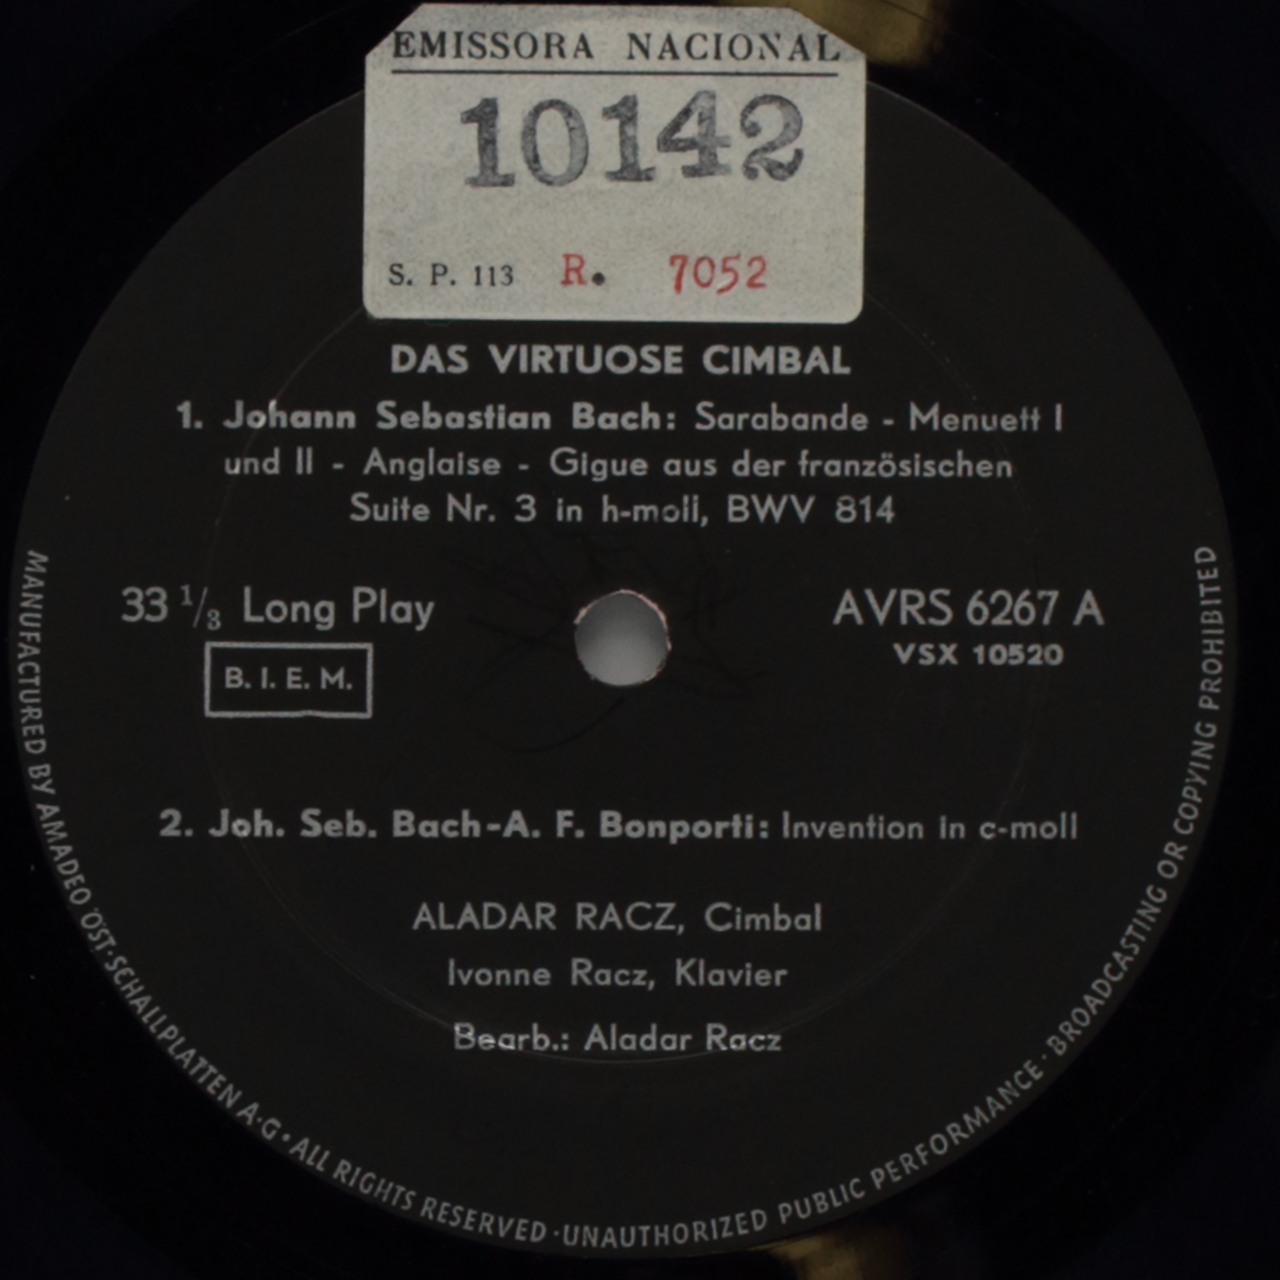 EMISSORA NACIONAL
10142
S. P. 113 R. 7052
DAS VIRTUOSE CIMBAL
1. Johann Sebastian Bach: Sarabande - Menuett I
und II - Anglaise - Gigue aus der französischen
Suite Nr. 3 in h-moll, BWV 814
33 1/3 Long Play
B. I. E. M.
AVRS 6267 A
VSX 10520
2. Joh. Seb. Bach-A. F. Bonporti: Invention in c-moll
ALADAR RACZ, Cimbal
Ivonne Racz, Klavier
Bearb.: Aladar Racz
MANUFACTURED BY AMADEO ÖST·SCHALLPLATTEN A·G· ALL RIGHTS RESERVED · UNAUTHORIZED PUBLIC PERFORMANCE · BROADCASTING OR COPYING PROHIBITED